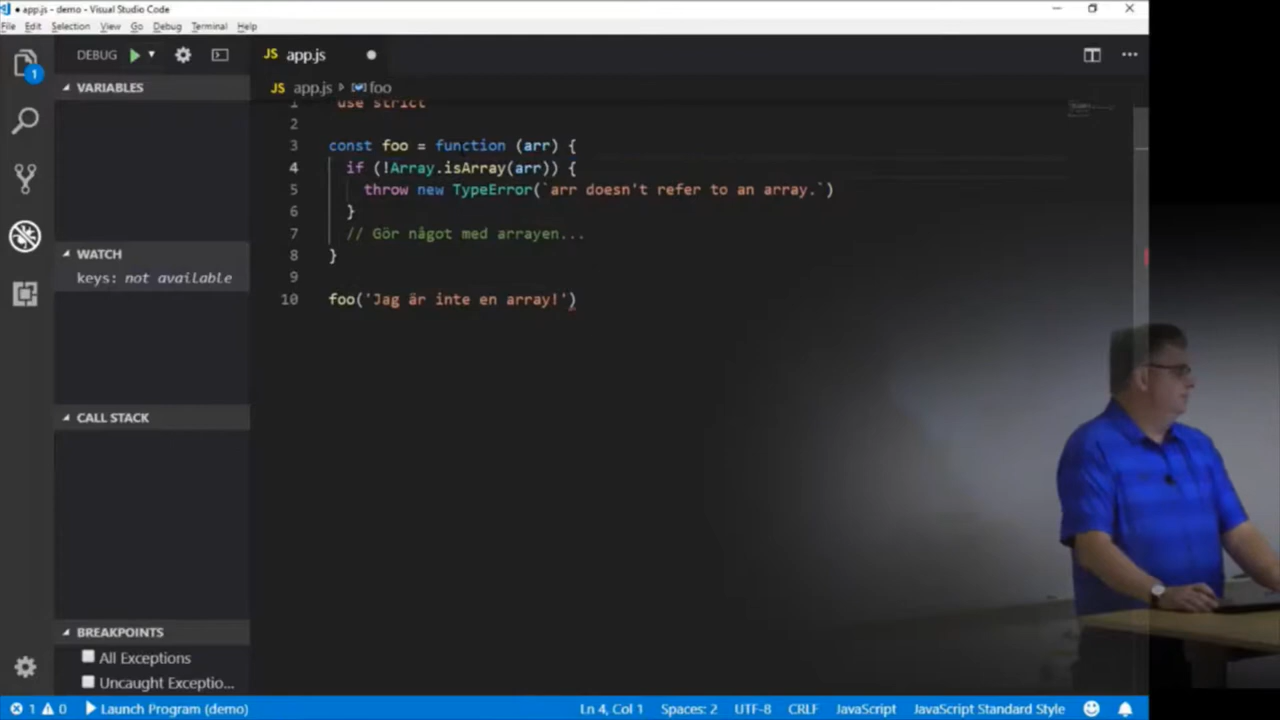 app.js - demo - Visual Studio Code
File Edit Selection View Go Debug Terminal Help
DEBUG
JS app.js
1
VARIABLES
JS app.js foo
1 use strict
2
3 const foo = function (arr) {
4 if (!Array.isArray(arr)) {
5 throw new TypeError(`arr doesn't refer to an array.`)
6 }
7 // Gör något med arrayen...
8 }
9
10 foo('Jag är inte en array!')
WATCH
keys: not available
CALL STACK
BREAKPOINTS
All Exceptions
Uncaught Exceptio...
1 0 Launch Program (demo) Ln 4, Col 1 Spaces: 2 UTF-8 CRLF JavaScript JavaScript Standard Style